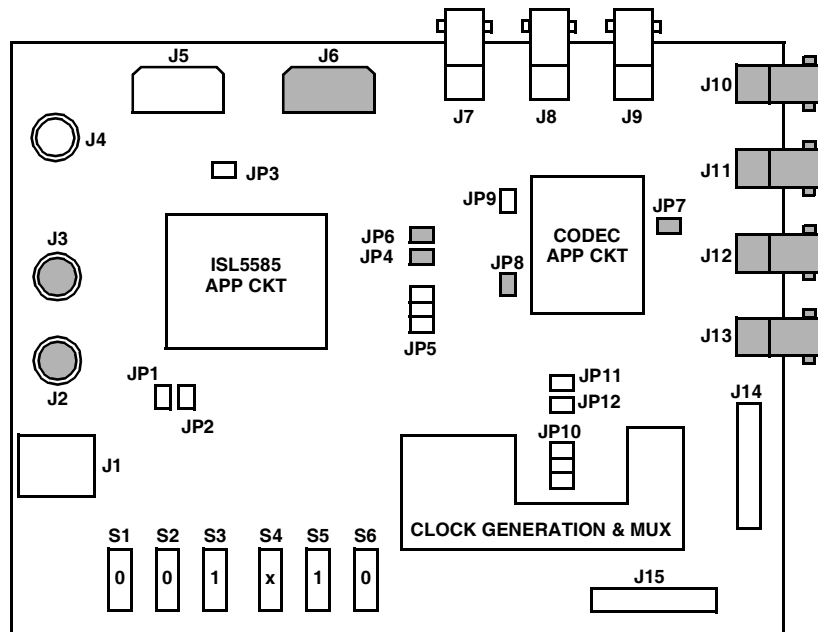 J5
J6
J7
J8
J9
J10
J4
JP3
J11
JP9
JP7
J3
JP6
JP4
ISL5585
APP CKT
CODEC
APP CKT
JP8
J12
JP5
J13
J2
JP1
JP2
JP11
JP12
JP10
J14
J1
CLOCK GENERATION & MUX
S1
S2
S3
S4
S5
S6
0
0
1
x
1
0
J15